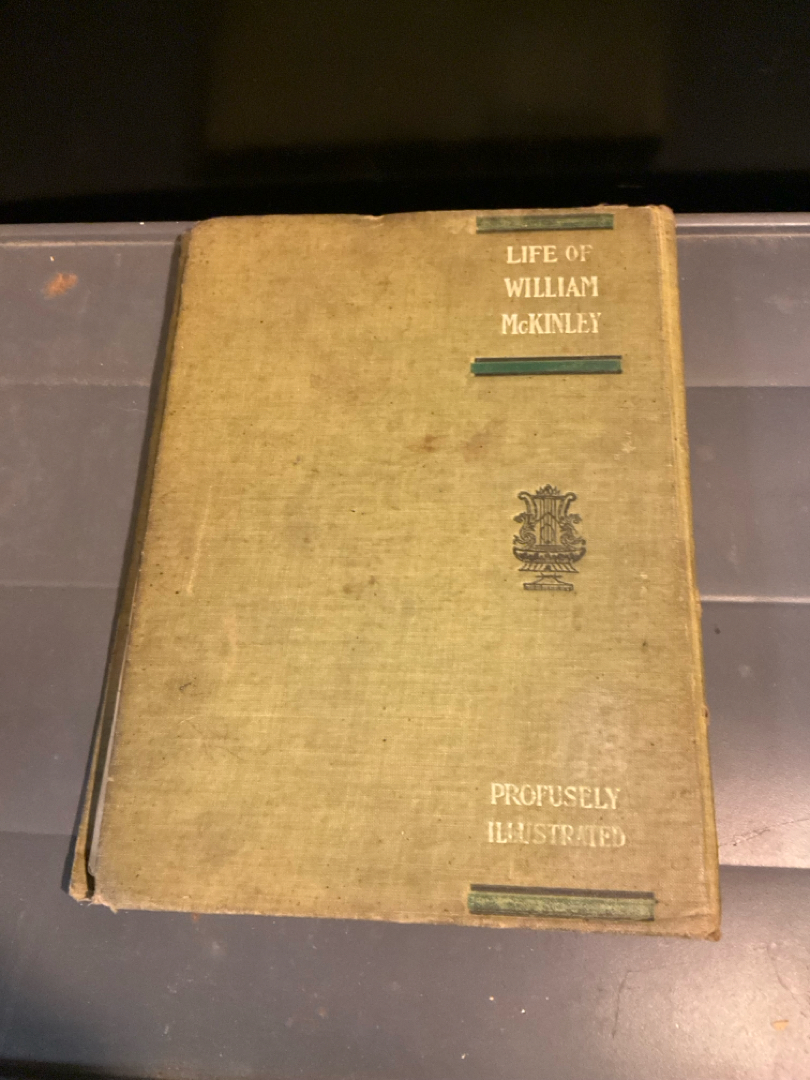 LIFE OF
WILLIAM
McKINLEY
PROFUSELY
ILLUSTRATED